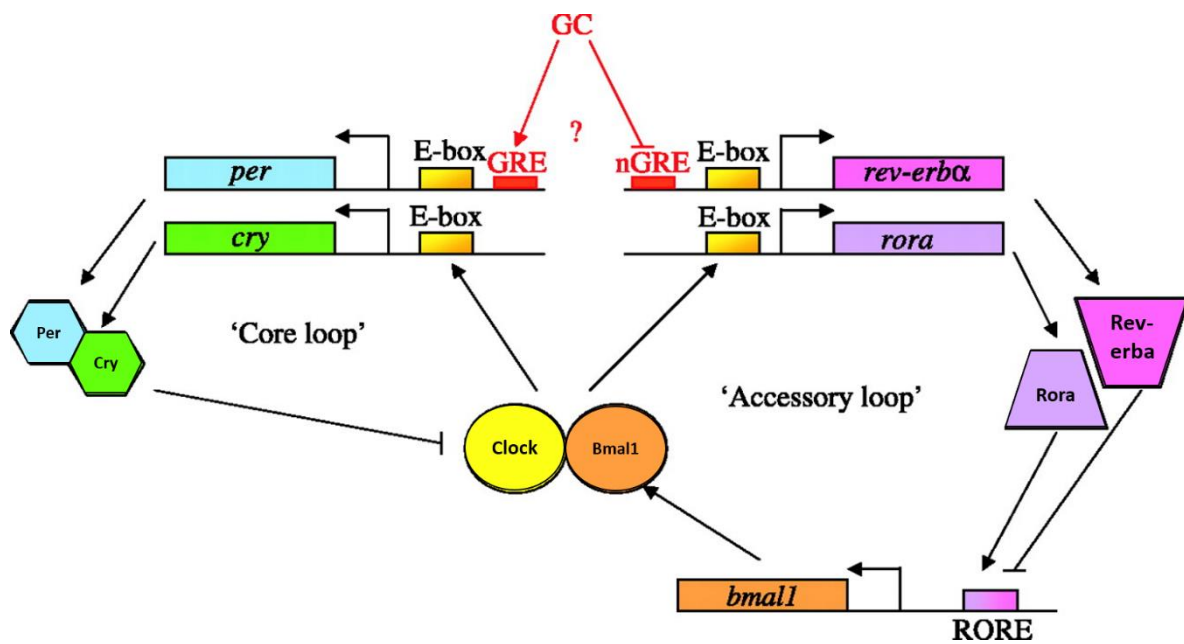 GC
?
E-box GRE
nGRE E-box
per
rev-erbα
E-box
E-box
cry
rora
Per
Cry
'Core loop'
'Accessory loop'
Rev-
erba
Rora
Clock
Bmal1
bmal1
RORE